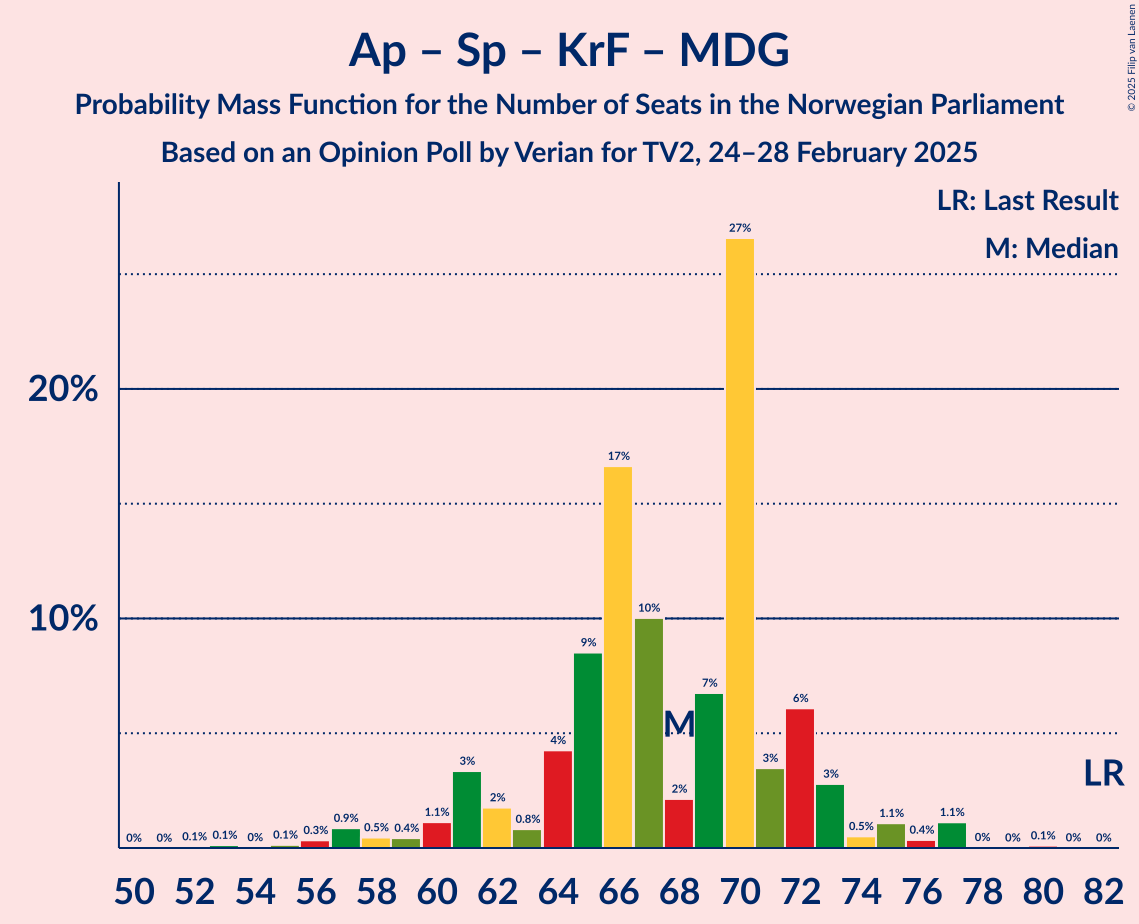 © 2025 Filip van Laenen
Ap – Sp – KrF – MDG
Probability Mass Function for the Number of Seats in the Norwegian Parliament
Based on an Opinion Poll by Verian for TV2, 24–28 February 2025
LR: Last Result
M: Median
20%
10%
0% 0% 0.1% 0.1% 0% 0.1% 0.3% 0.9% 0.5% 0.4% 1.1% 3% 2% 0.8% 4% 9% 17% 10% 2% 7% 27% 3% 6% 3% 0.5% 1.1% 0.4% 1.1% 0% 0% 0.1% 0% 0%
M
LR
50 52 54 56 58 60 62 64 66 68 70 72 74 76 78 80 82